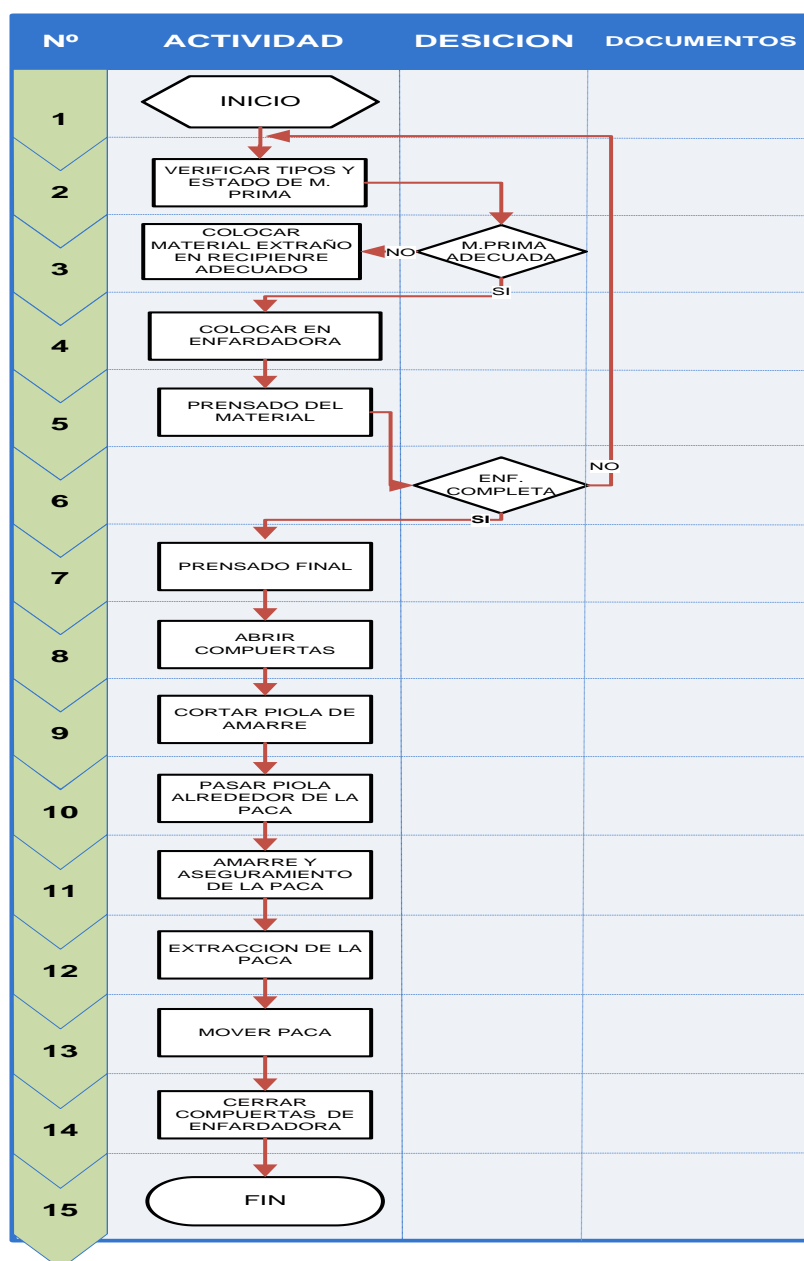 Nº ACTIVIDAD DESICION DOCUMENTOS
1
INICIO
2
VERIFICAR TIPOS Y
ESTADO DE M.
PRIMA
3
COLOCAR
MATERIAL EXTRAÑO
EN RECIPIENRE
ADECUADO
NO
M.PRIMA
ADECUADA
SI
4
COLOCAR EN
ENFARDADORA
5
PRENSADO DEL
MATERIAL
6
ENF.
COMPLETA
NO
SI
7
PRENSADO FINAL
8
ABRIR
COMPUERTAS
9
CORTAR PIOLA DE
AMARRE
10
PASAR PIOLA
ALREDEDOR DE LA
PACA
11
AMARRE Y
ASEGURAMIENTO
DE LA PACA
12
EXTRACCION DE LA
PACA
13
MOVER PACA
14
CERRAR
COMPUERTAS DE
ENFARDADORA
15
FIN